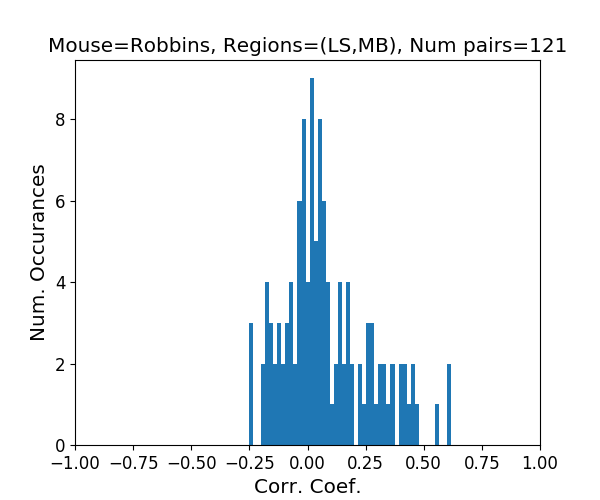 Mouse=Robbins, Regions=(LS,MB), Num pairs=121
Num. Occurances
8
6
4
2
0
−1.00 −0.75 −0.50 −0.25 0.00 0.25 0.50 0.75 1.00
Corr. Coef.